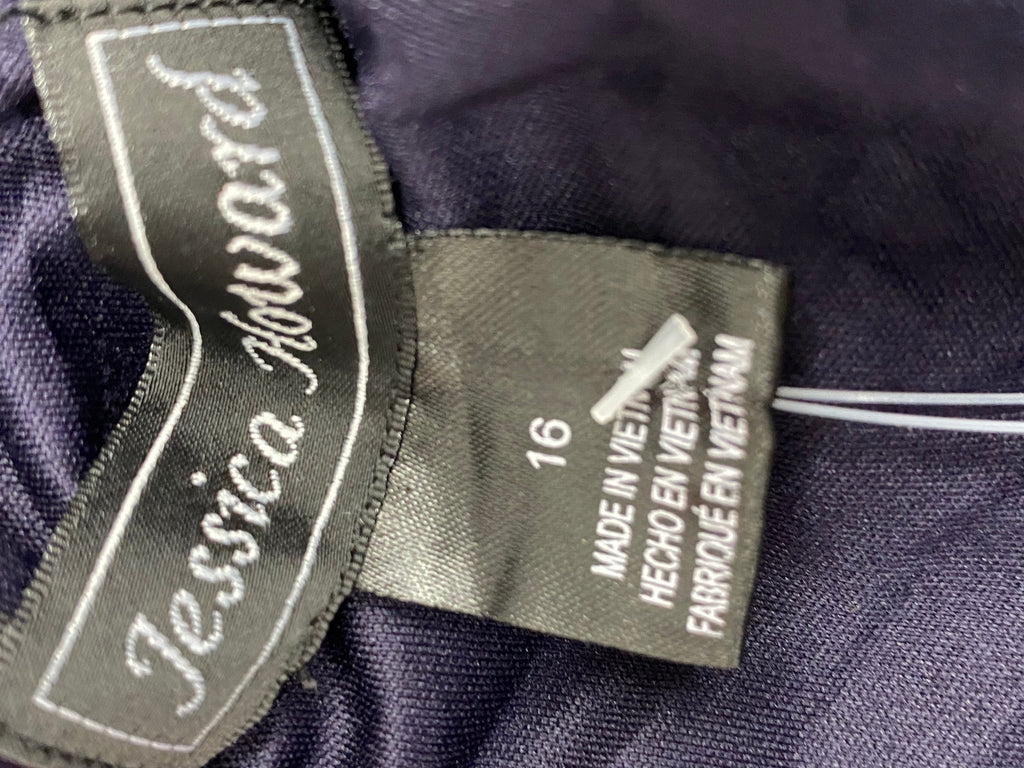 Jessica Howard
16
MADE IN VIETNAM
HECHO EN VIETNAM
FABRIQUÉ EN VIETNAM